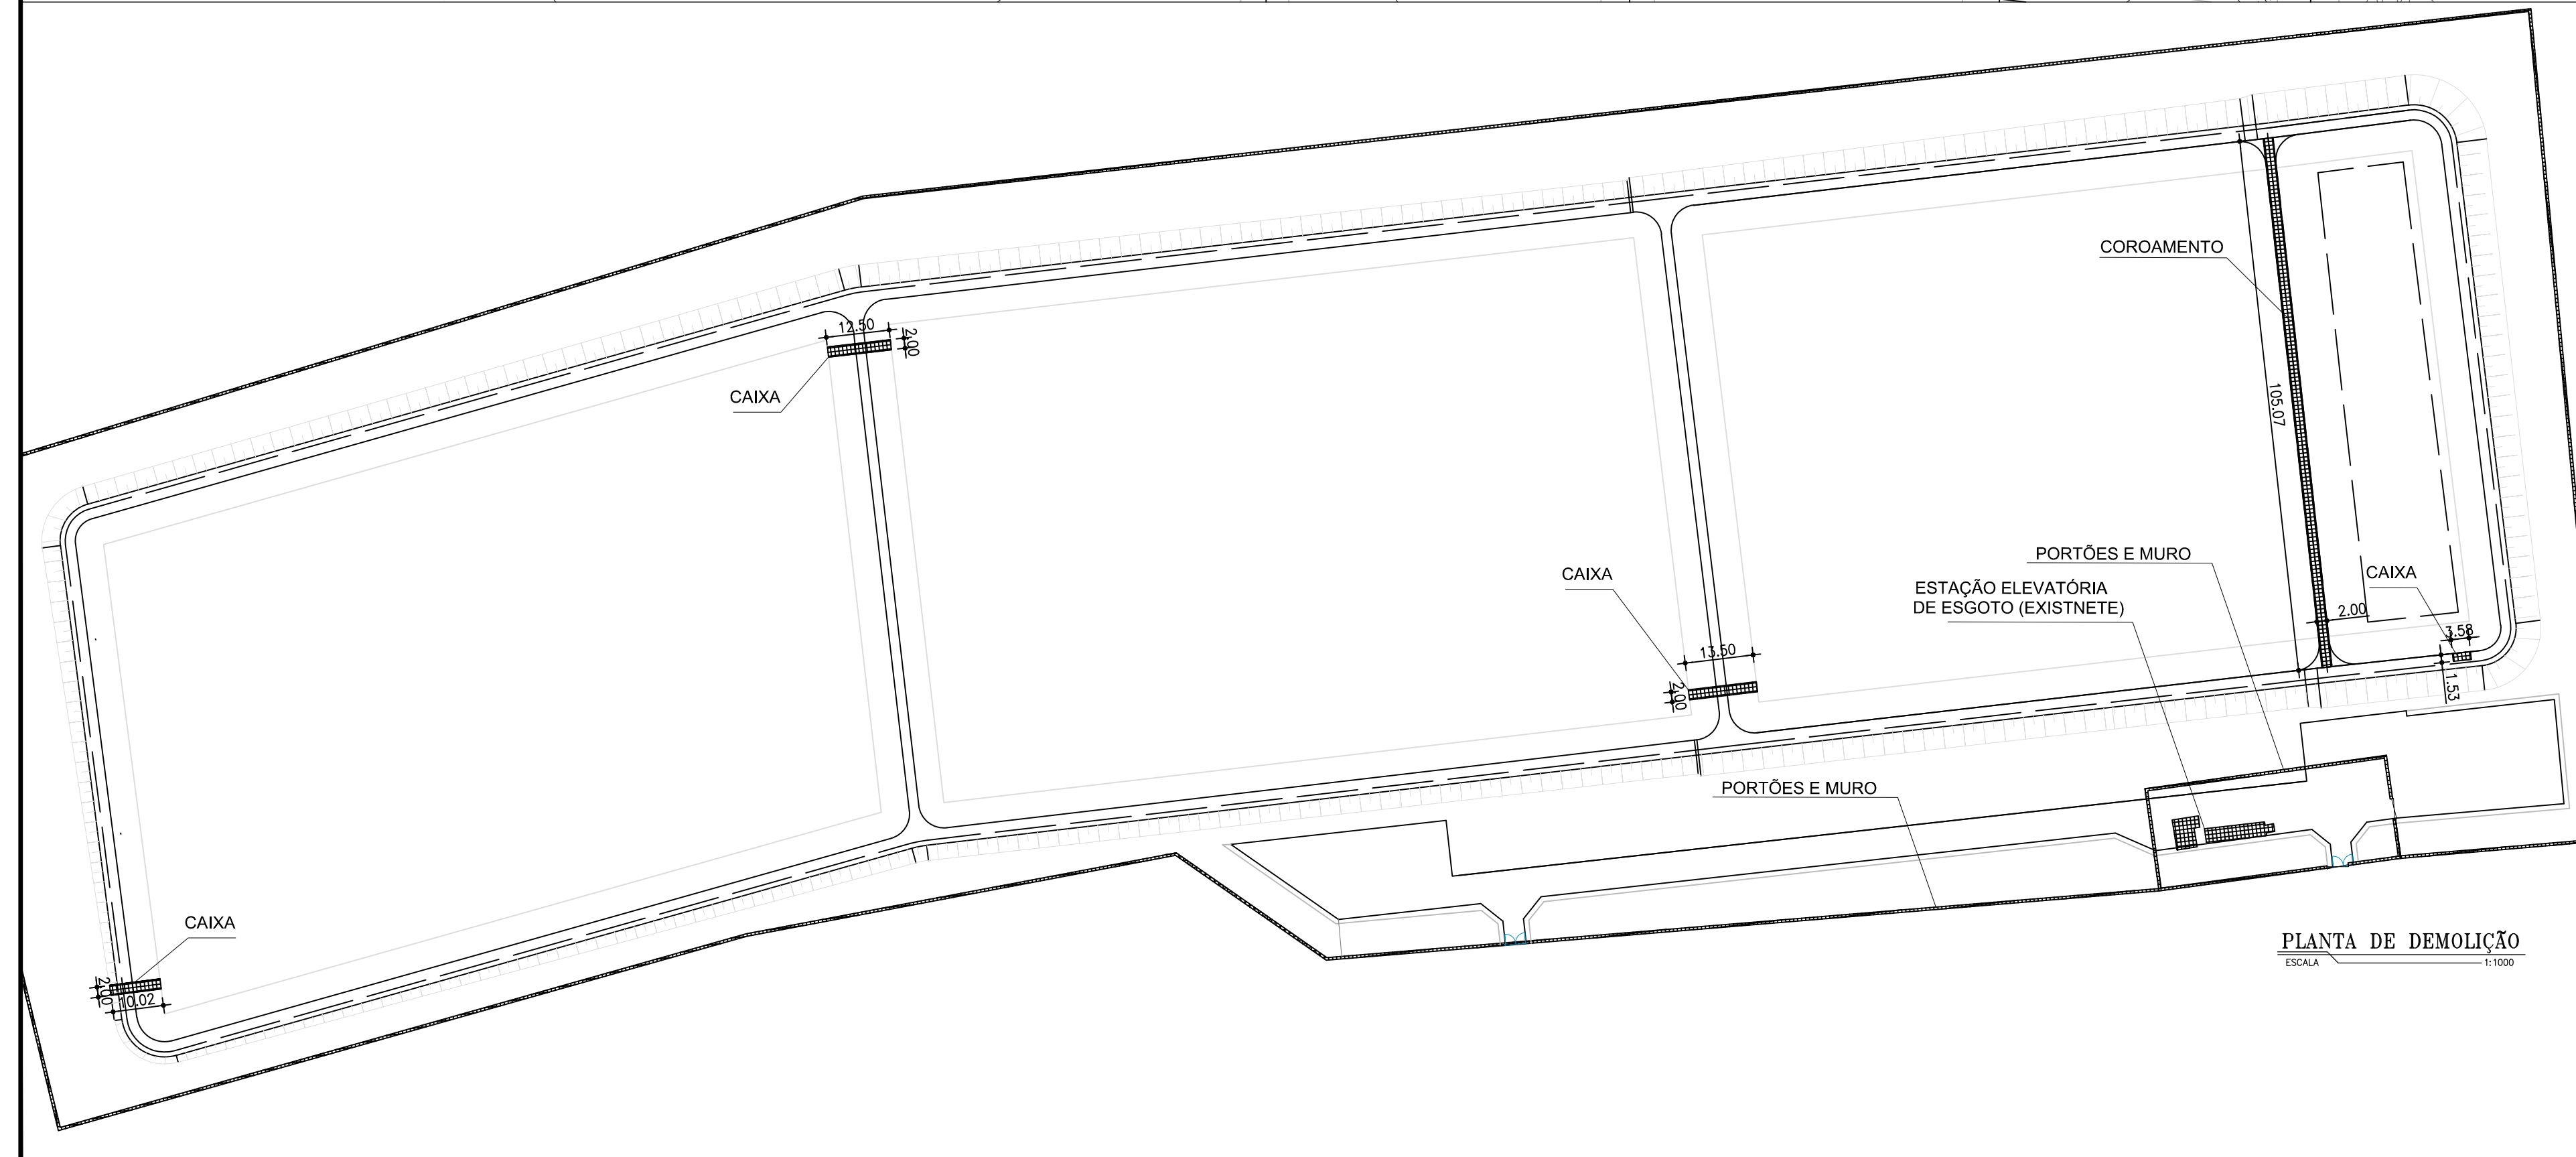 COROAMENTO
12.50
2.00
CAIXA
105.07
PORTÕES E MURO
CAIXA
CAIXA
ESTAÇÃO ELEVATÓRIA
DE ESGOTO (EXISTNETE)
2.00
3.58
13.50
2.00
1.53
PORTÕES E MURO
CAIXA
2.00
10.02
PLANTA DE DEMOLIÇÃO
ESCALA 1:1000